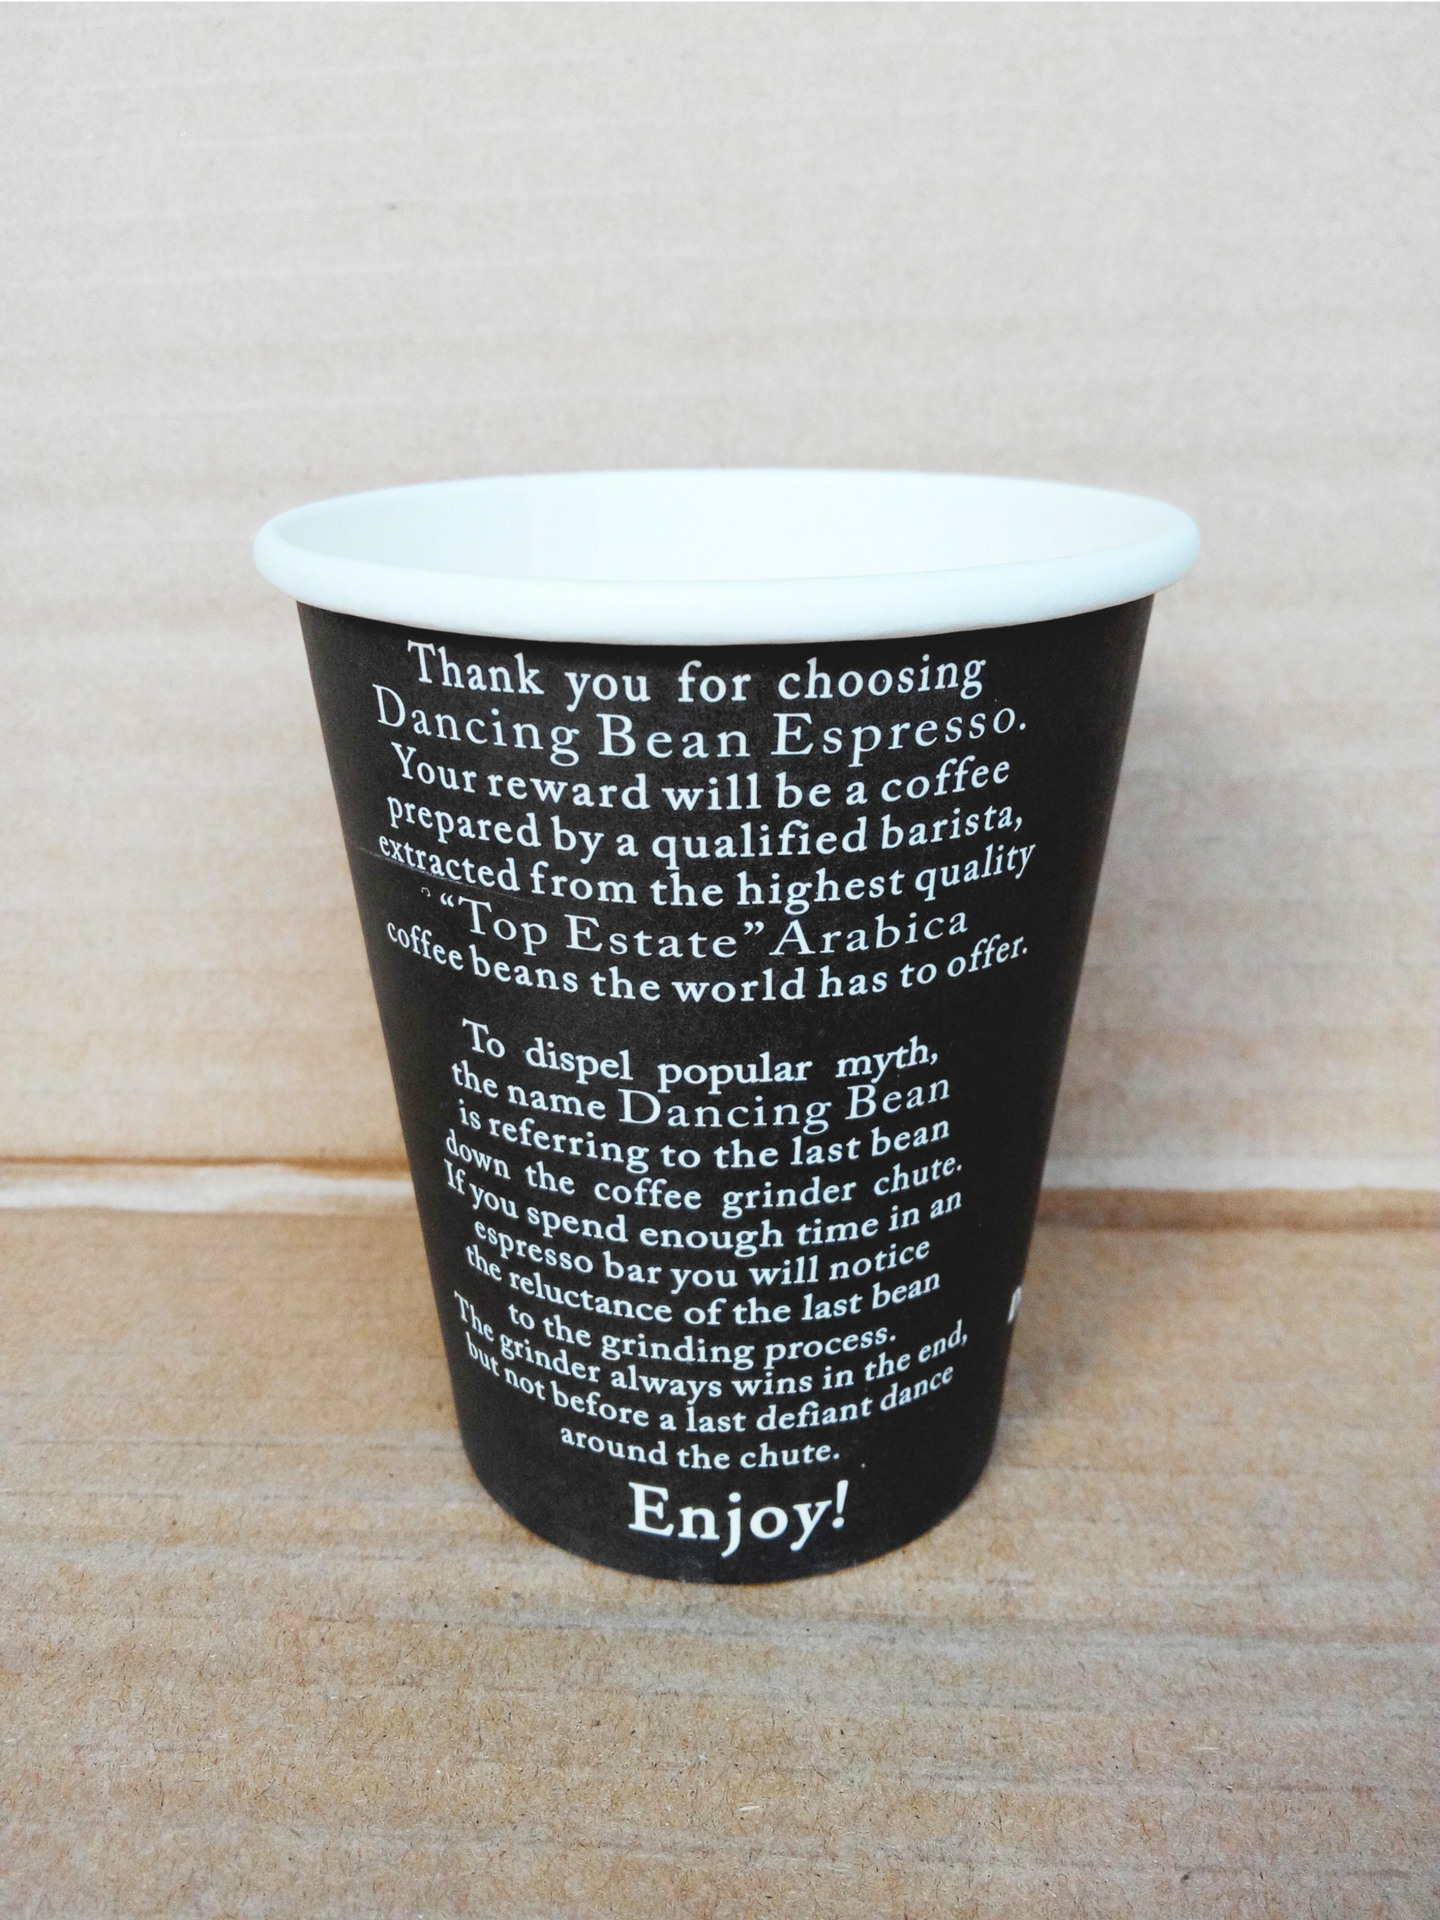 Thank you for choosing
Dancing Bean Espresso.
Your reward will be a coffee
prepared by a qualified barista,
extracted from the highest quality
“Top Estate” Arabica
coffee beans the world has to offer.
To dispel popular myth,
the name Dancing Bean
is referring to the last bean
down the coffee grinder chute.
If you spend enough time in an
espresso bar you will notice
the reluctance of the last bean
to the grinding process.
The grinder always wins in the end,
but not before a last defiant dance
around the chute.
Enjoy!